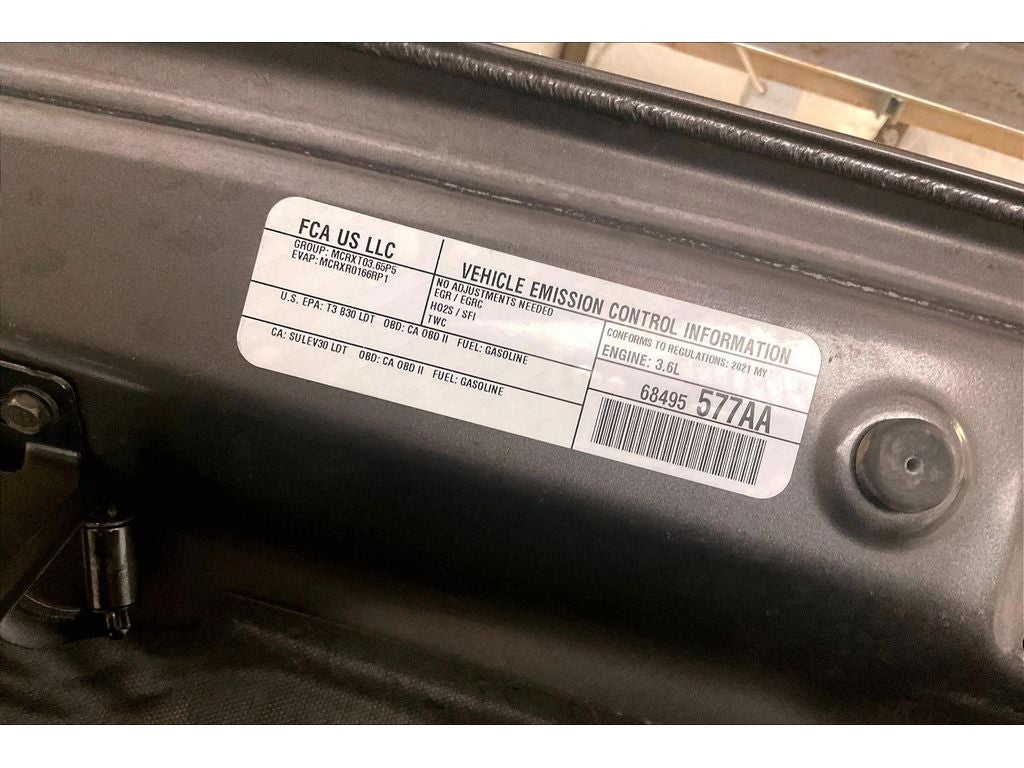 FCA US LLC
GROUP: MCRXT03.65P5
EVAP: MCRXR0166RP1
VEHICLE EMISSION CONTROL INFORMATION
NO ADJUSTMENTS NEEDED
EGR / EGRC
HO2S / SFI
TWC
CONFORMS TO REGULATIONS: 2021 MY
ENGINE: 3.6L
U.S. EPA: T3 B30 LDT OBD: CA OBD II FUEL: GASOLINE
CA: SULEV30 LDT OBD: CA OBD II FUEL: GASOLINE
68495 577AA